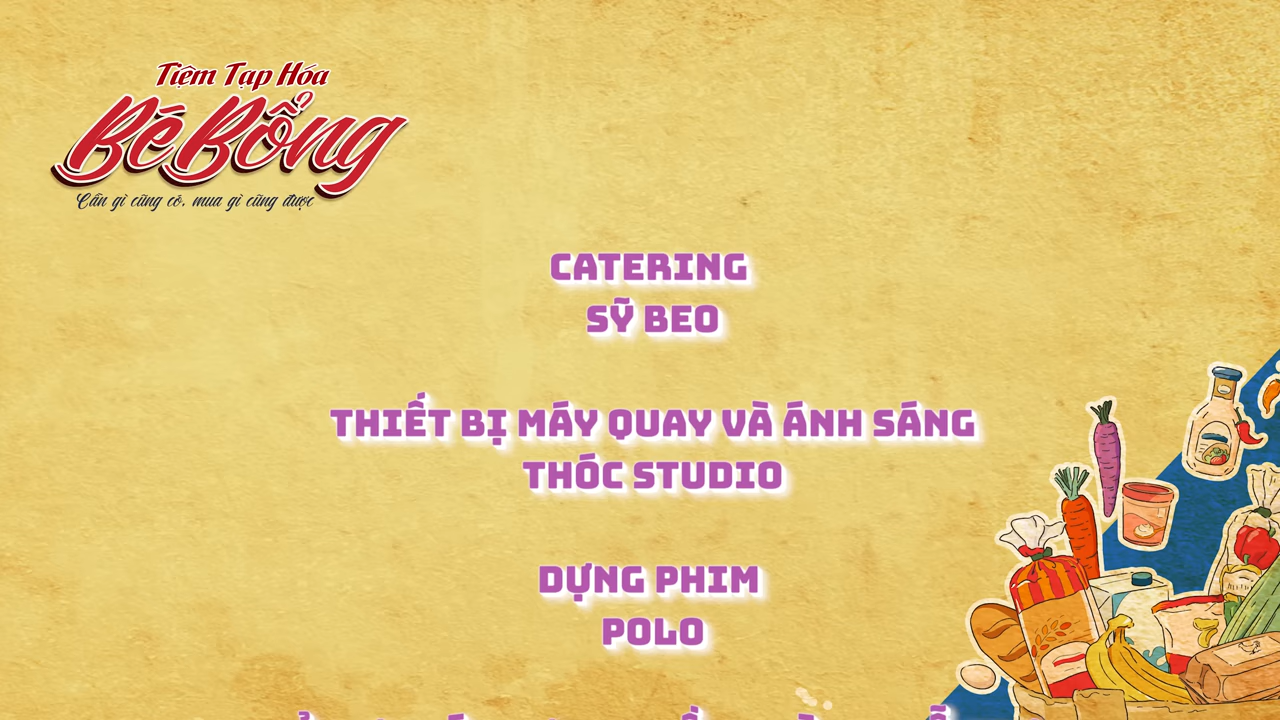 Tiệm Tạp Hóa
Bé Bổng
Cần gì cũng có, mua gì cũng được
CATERING
SỸ BEO
THIẾT BỊ MÁY QUAY VÀ ÁNH SÁNG
THÓC STUDIO
DỰNG PHIM
POLO